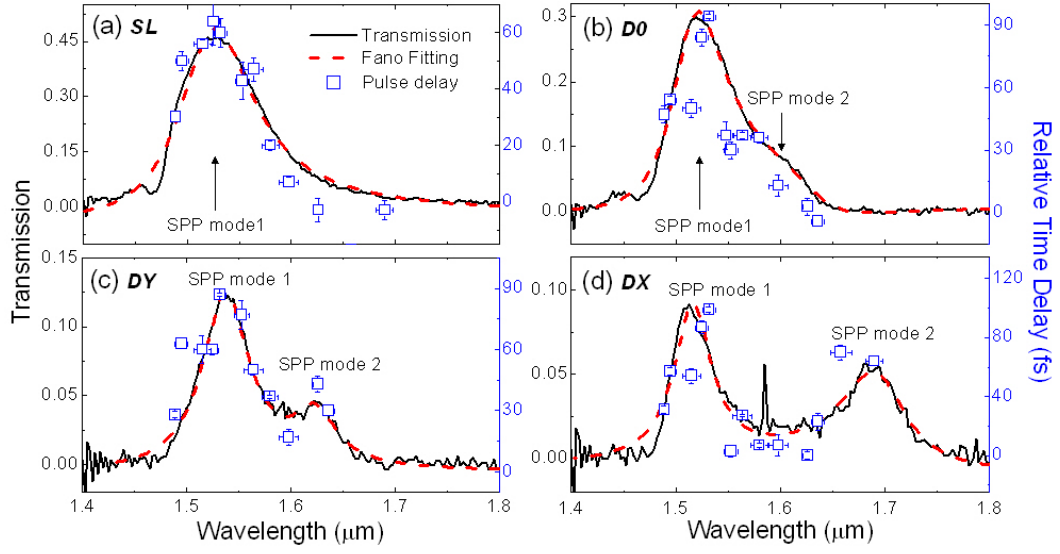 (a) SL
Transmission
Fano Fitting
Pulse delay
SPP mode1
0.45
0.30
0.15
0.00
60
40
20
0
(b) D0
SPP mode 2
SPP mode1
0.3
0.2
0.1
0.0
90
60
30
0
(c) DY
SPP mode 1
SPP mode 2
0.15
0.10
0.05
0.00
90
60
30
0
1.4 1.5 1.6 1.7 1.8
Wavelength (μm)
(d) DX
SPP mode 1
SPP mode 2
0.10
0.05
0.00
120
80
40
0
1.4 1.5 1.6 1.7 1.8
Wavelength (μm)
Transmission
Relative Time Delay (fs)